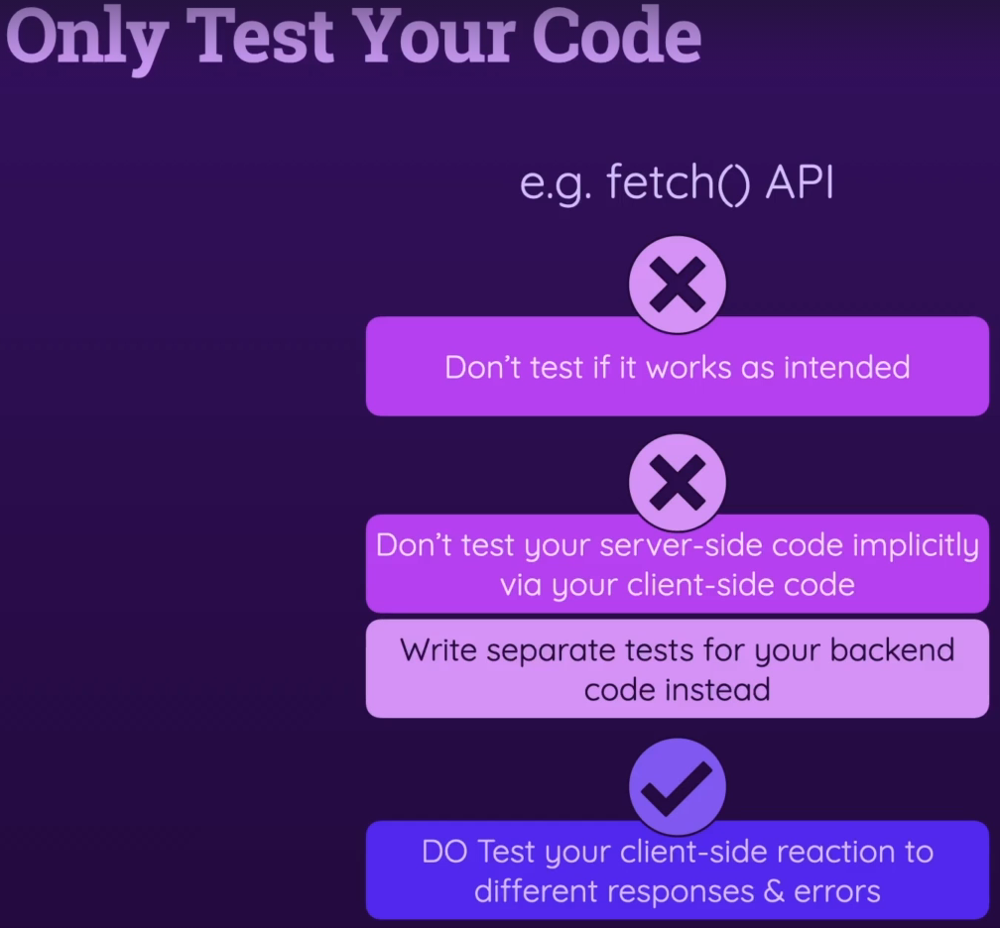 Only Test Your Code
e.g. fetch() API
Don’t test if it works as intended
Don’t test your server-side code implicitly
via your client-side code
Write separate tests for your backend
code instead
DO Test your client-side reaction to
different responses & errors